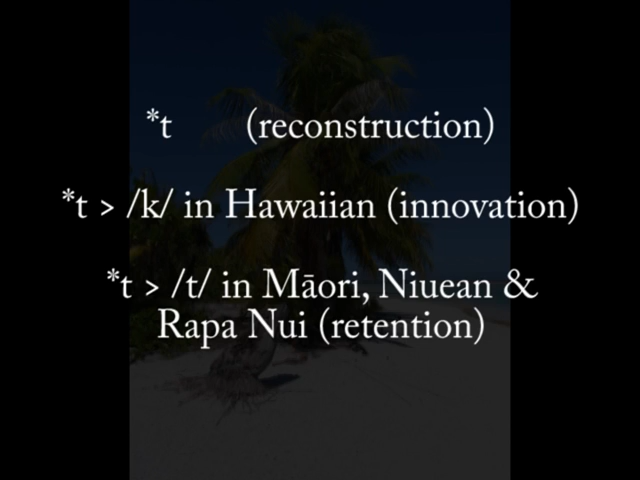 *t (reconstruction)
*t > /k/ in Hawaiian (innovation)
*t > /t/ in Māori, Niuean &
Rapa Nui (retention)